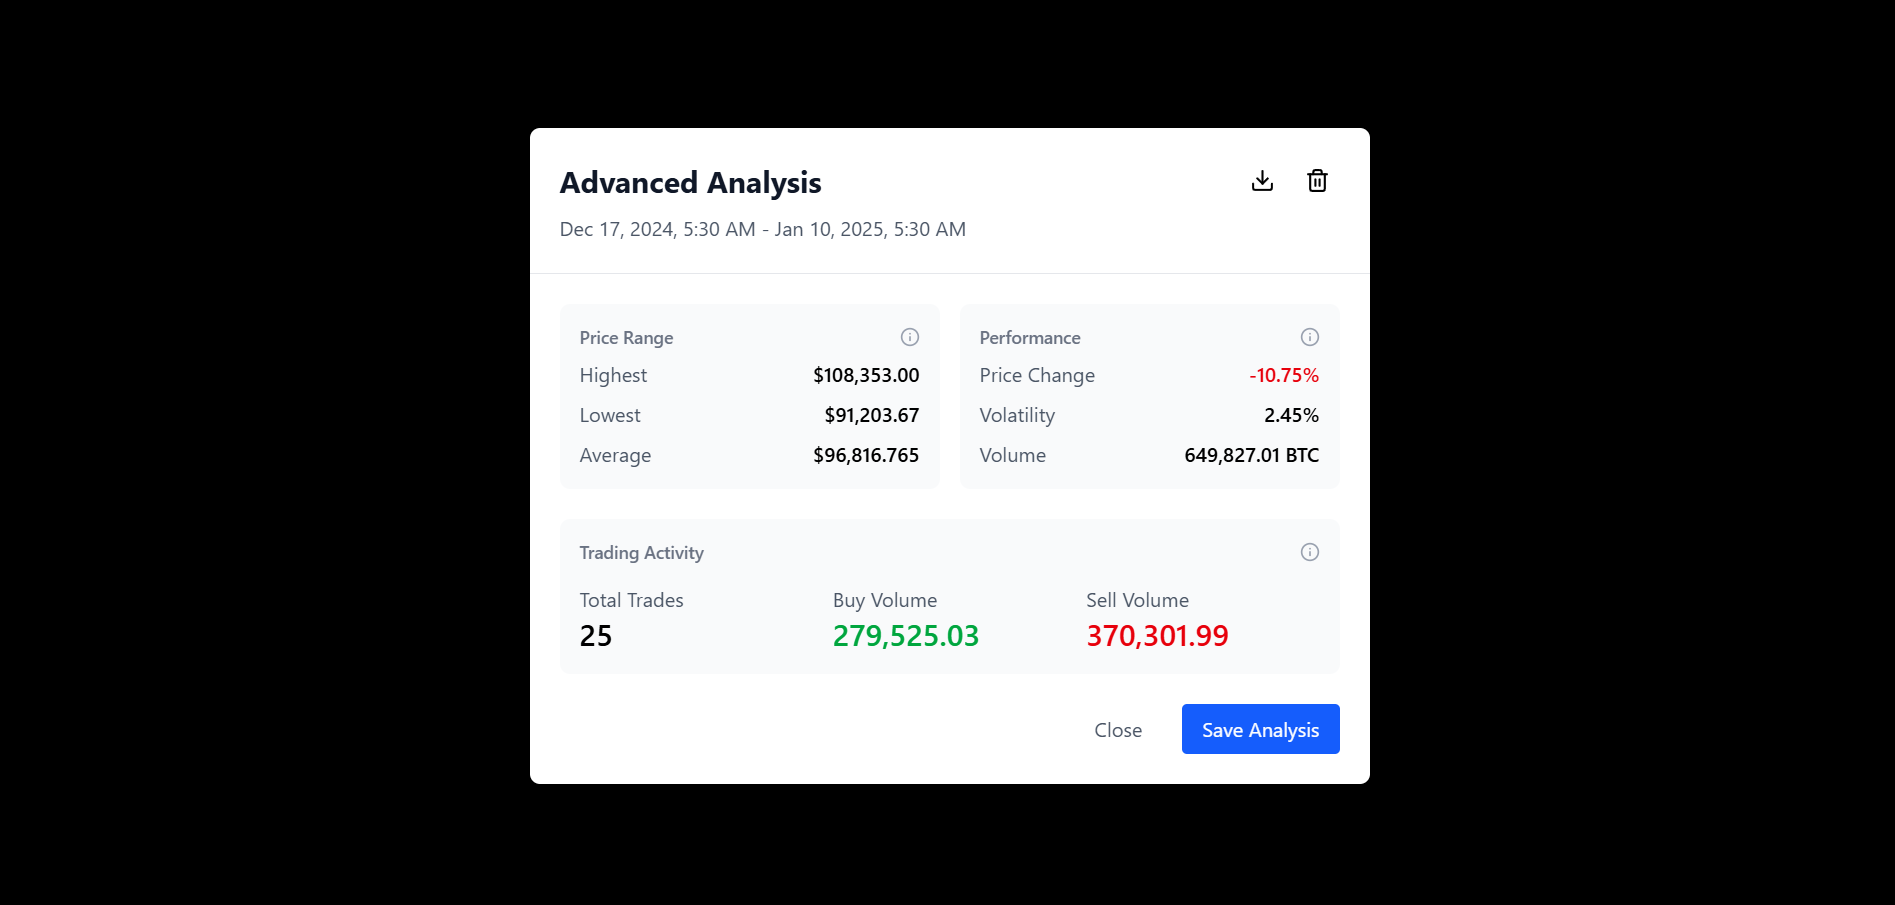 Advanced Analysis
Dec 17, 2024, 5:30 AM - Jan 10, 2025, 5:30 AM
Price Range
Highest $108,353.00
Lowest $91,203.67
Average $96,816.765
Performance
Price Change -10.75%
Volatility 2.45%
Volume 649,827.01 BTC
Trading Activity
Total Trades Buy Volume Sell Volume
25 279,525.03 370,301.99
Close Save Analysis